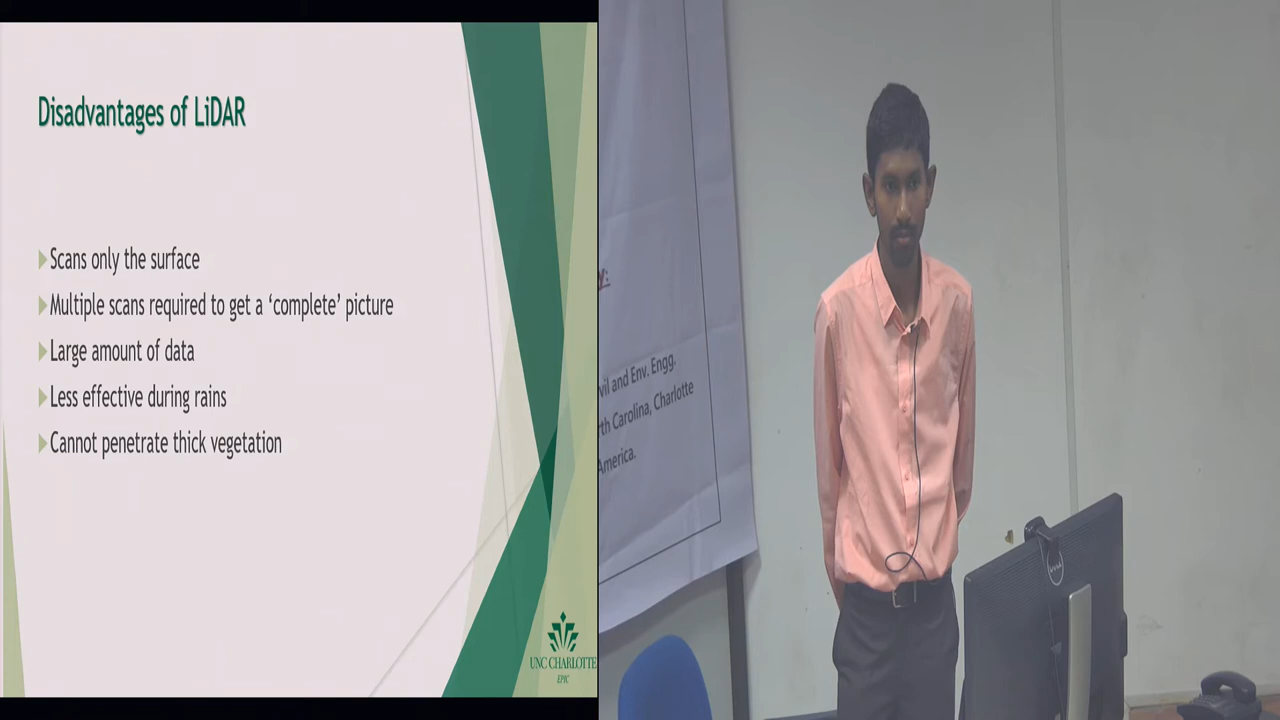 Disadvantages of LiDAR
Scans only the surface
Multiple scans required to get a ‘complete’ picture
Large amount of data
Less effective during rains
Cannot penetrate thick vegetation
UNC CHARLOTTE
EPIC
y:
vil and Env. Engg.
rth Carolina, Charlotte
America.
DELL